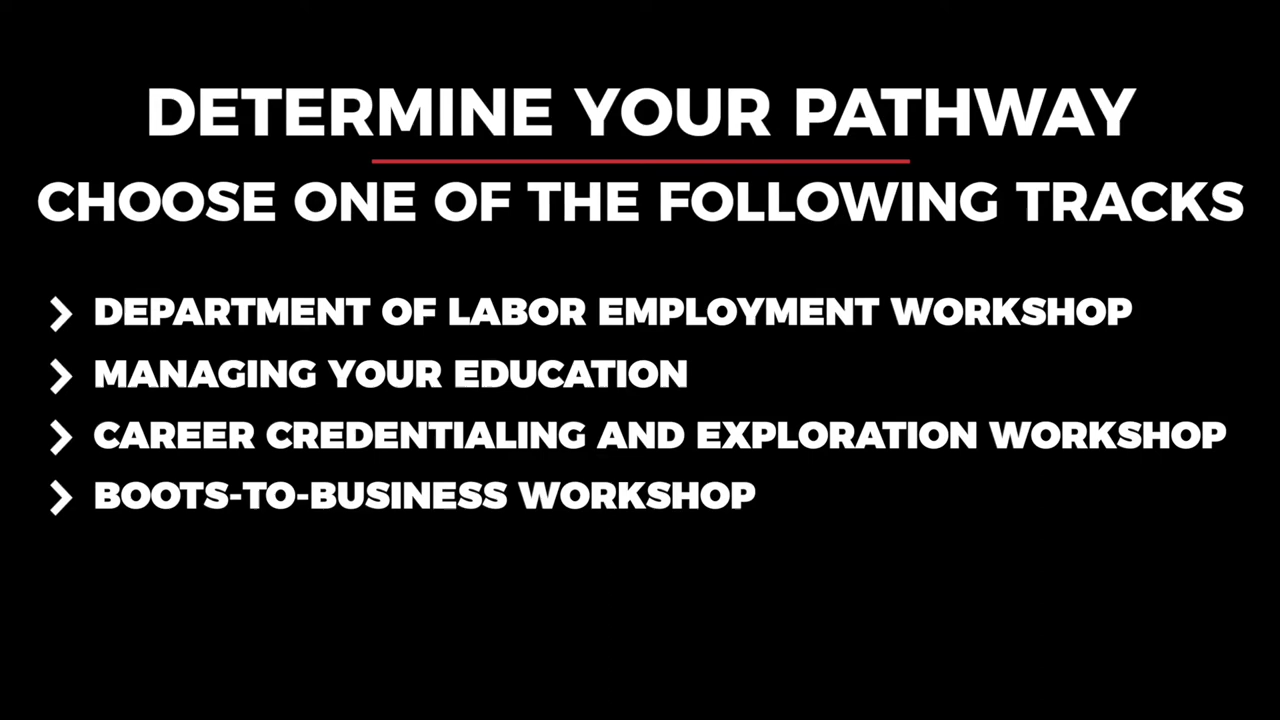 DETERMINE YOUR PATHWAY
CHOOSE ONE OF THE FOLLOWING TRACKS
DEPARTMENT OF LABOR EMPLOYMENT WORKSHOP
MANAGING YOUR EDUCATION
CAREER CREDENTIALING AND EXPLORATION WORKSHOP
BOOTS-TO-BUSINESS WORKSHOP